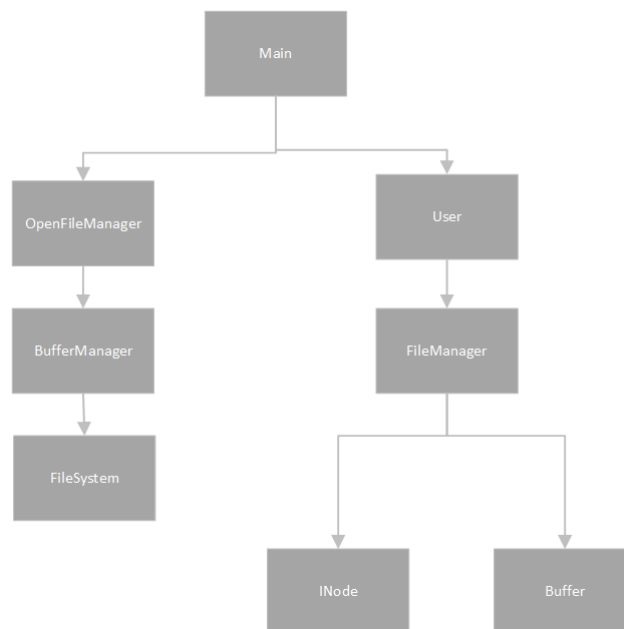 Main
OpenFileManager
User
BufferManager
FileManager
FileSystem
INode
Buffer